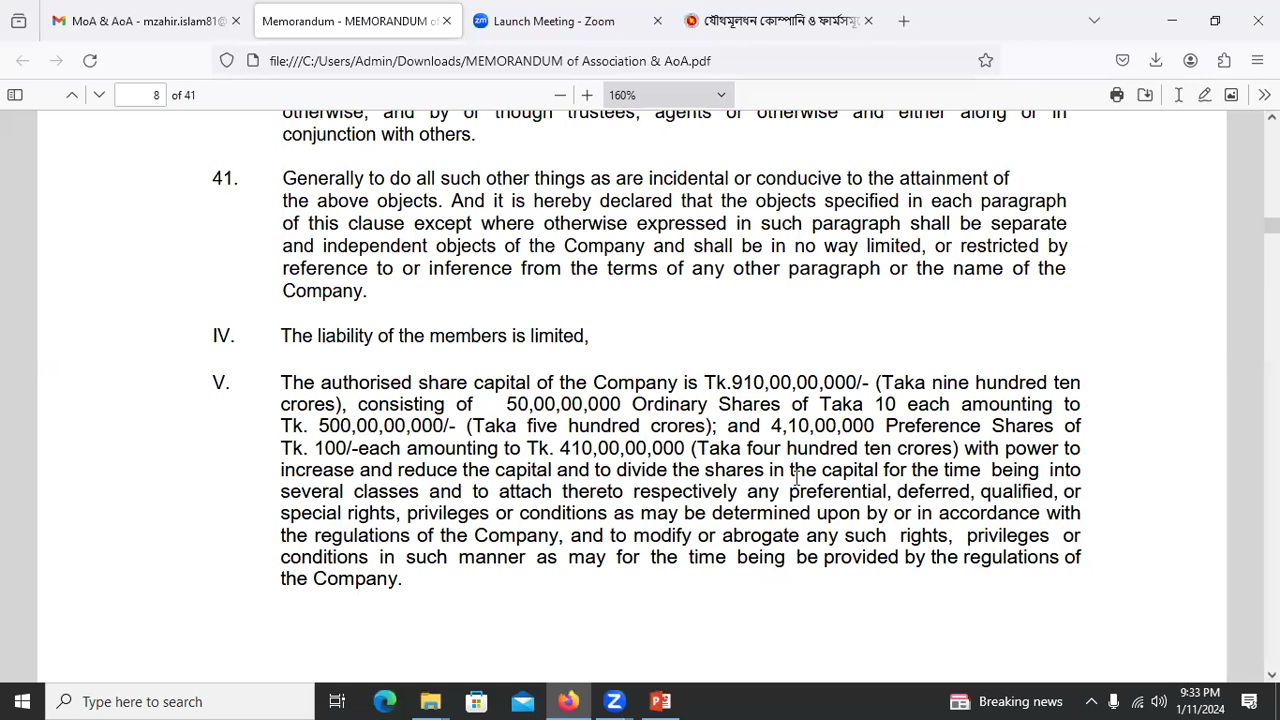 MoA & AoA - mzahir.islam81@
Memorandum - MEMORANDUM of
Launch Meeting - Zoom
যৌথমূলধন কোম্পানি ও ফার্মসমূ
file:///C:/Users/Admin/Downloads/MEMORANDUM of Association & AoA.pdf
8 of 41
160%
otherwise, and by or though trustees, agents or otherwise and either along or in
conjunction with others.
41. Generally to do all such other things as are incidental or conducive to the attainment of
the above objects. And it is hereby declared that the objects specified in each paragraph
of this clause except where otherwise expressed in such paragraph shall be separate
and independent objects of the Company and shall be in no way limited, or restricted by
reference to or inference from the terms of any other paragraph or the name of the
Company.
IV. The liability of the members is limited,
V. The authorised share capital of the Company is Tk.910,00,00,000/- (Taka nine hundred ten
crores), consisting of 50,00,00,000 Ordinary Shares of Taka 10 each amounting to
Tk. 500,00,00,000/- (Taka five hundred crores); and 4,10,00,000 Preference Shares of
Tk. 100/-each amounting to Tk. 410,00,00,000 (Taka four hundred ten crores) with power to
increase and reduce the capital and to divide the shares in the capital for the time being into
several classes and to attach thereto respectively any preferential, deferred, qualified, or
special rights, privileges or conditions as may be determined upon by or in accordance with
the regulations of the Company, and to modify or abrogate any such rights, privileges or
conditions in such manner as may for the time being be provided by the regulations of
the Company.
Type here to search
Breaking news
9:33 PM
1/11/2024